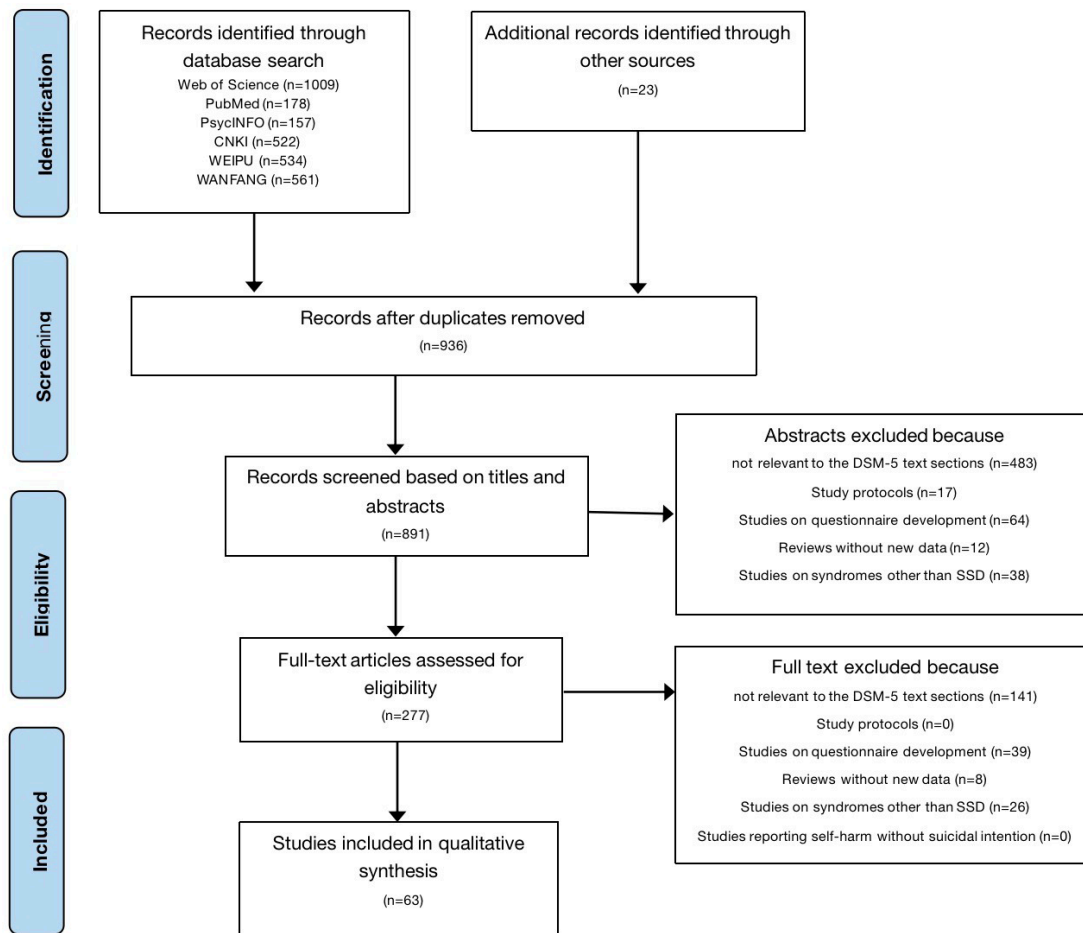 Identification
Records identified through
database search
Web of Science (n=1009)
PubMed (n=178)
PsycINFO (n=157)
CNKI (n=522)
WEIPU (n=534)
WANFANG (n=561)
Additional records identified through
other sources
(n=23)
Screening
Records after duplicates removed
(n=936)
Records screened based on titles and
abstracts
(n=891)
Abstracts excluded because
not relevant to the DSM-5 text sections (n=483)
Study protocols (n=17)
Studies on questionnaire development (n=64)
Reviews without new data (n=12)
Studies on syndromes other than SSD (n=38)
Eligibility
Full-text articles assessed for
eligibility
(n=277)
Full text excluded because
not relevant to the DSM-5 text sections (n=141)
Study protocols (n=0)
Studies on questionnaire development (n=39)
Reviews without new data (n=8)
Studies on syndromes other than SSD (n=26)
Studies reporting self-harm without suicidal intention (n=0)
Included
Studies included in qualitative
synthesis
(n=63)